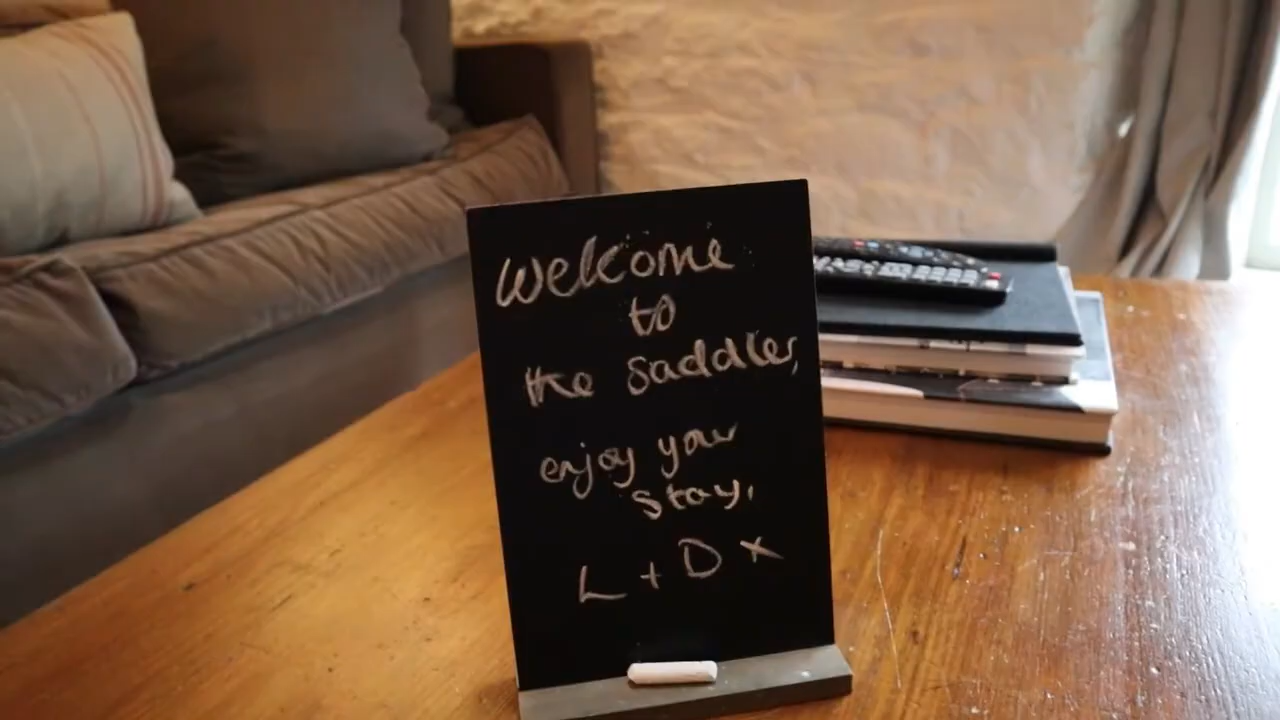 Welcome
to
the Saddler,
enjoy your
stay,
L + D x